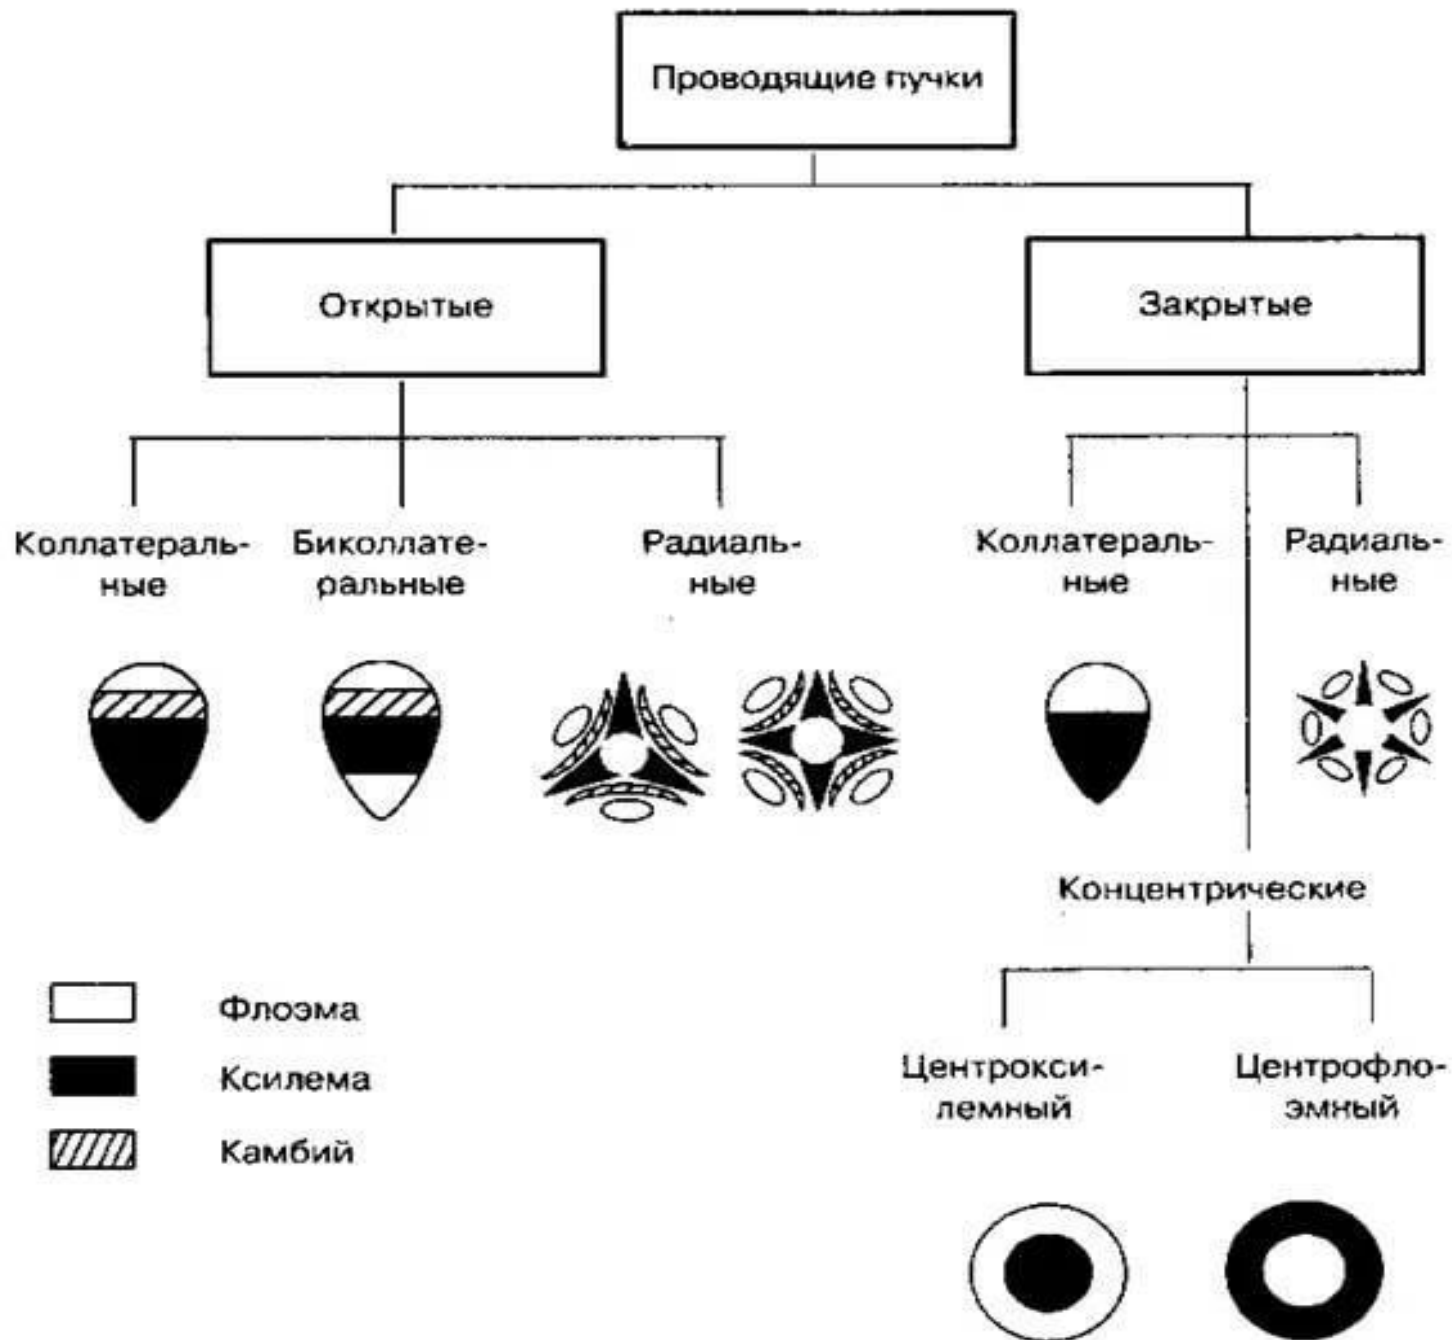 Проводящие пучки
Открытые
Закрытые
Коллатераль-
ные
Биколлате-
ральные
Радиаль-
ные
Коллатераль-
ные
Радиаль-
ные
Концентрические
Флоэма
Ксилема
Камбий
Центрокси-
лемный
Центрофло-
эмный